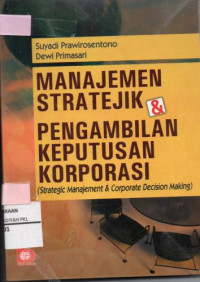 Suyadi Prawirosentono
Dewi Primasari
MANAJEMEN
STRATEJIK &
PENGAMBILAN
KEPUTUSAN
KORPORASI
(Strategic Manajement & Corporate Decision Making)